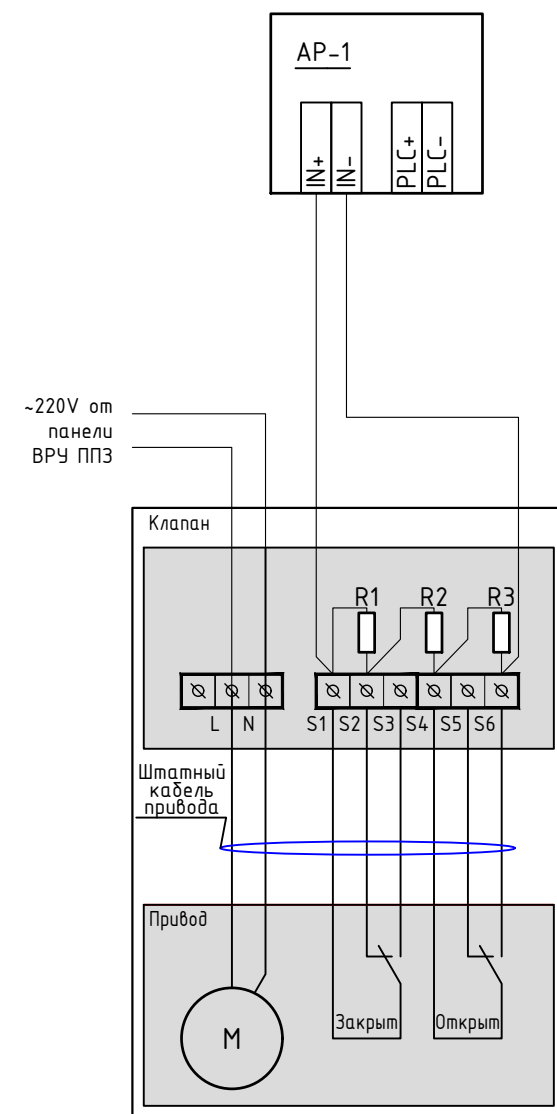 АР-1
IN+
IN-
PLC+
PLC-
~220V от
панели
ВРУ ППЗ
Клапан
R1 R2 R3
L N S1 S2 S3 S4 S5 S6
Штатный
кабель
привода
Привод
М
Закрыт
Открыт